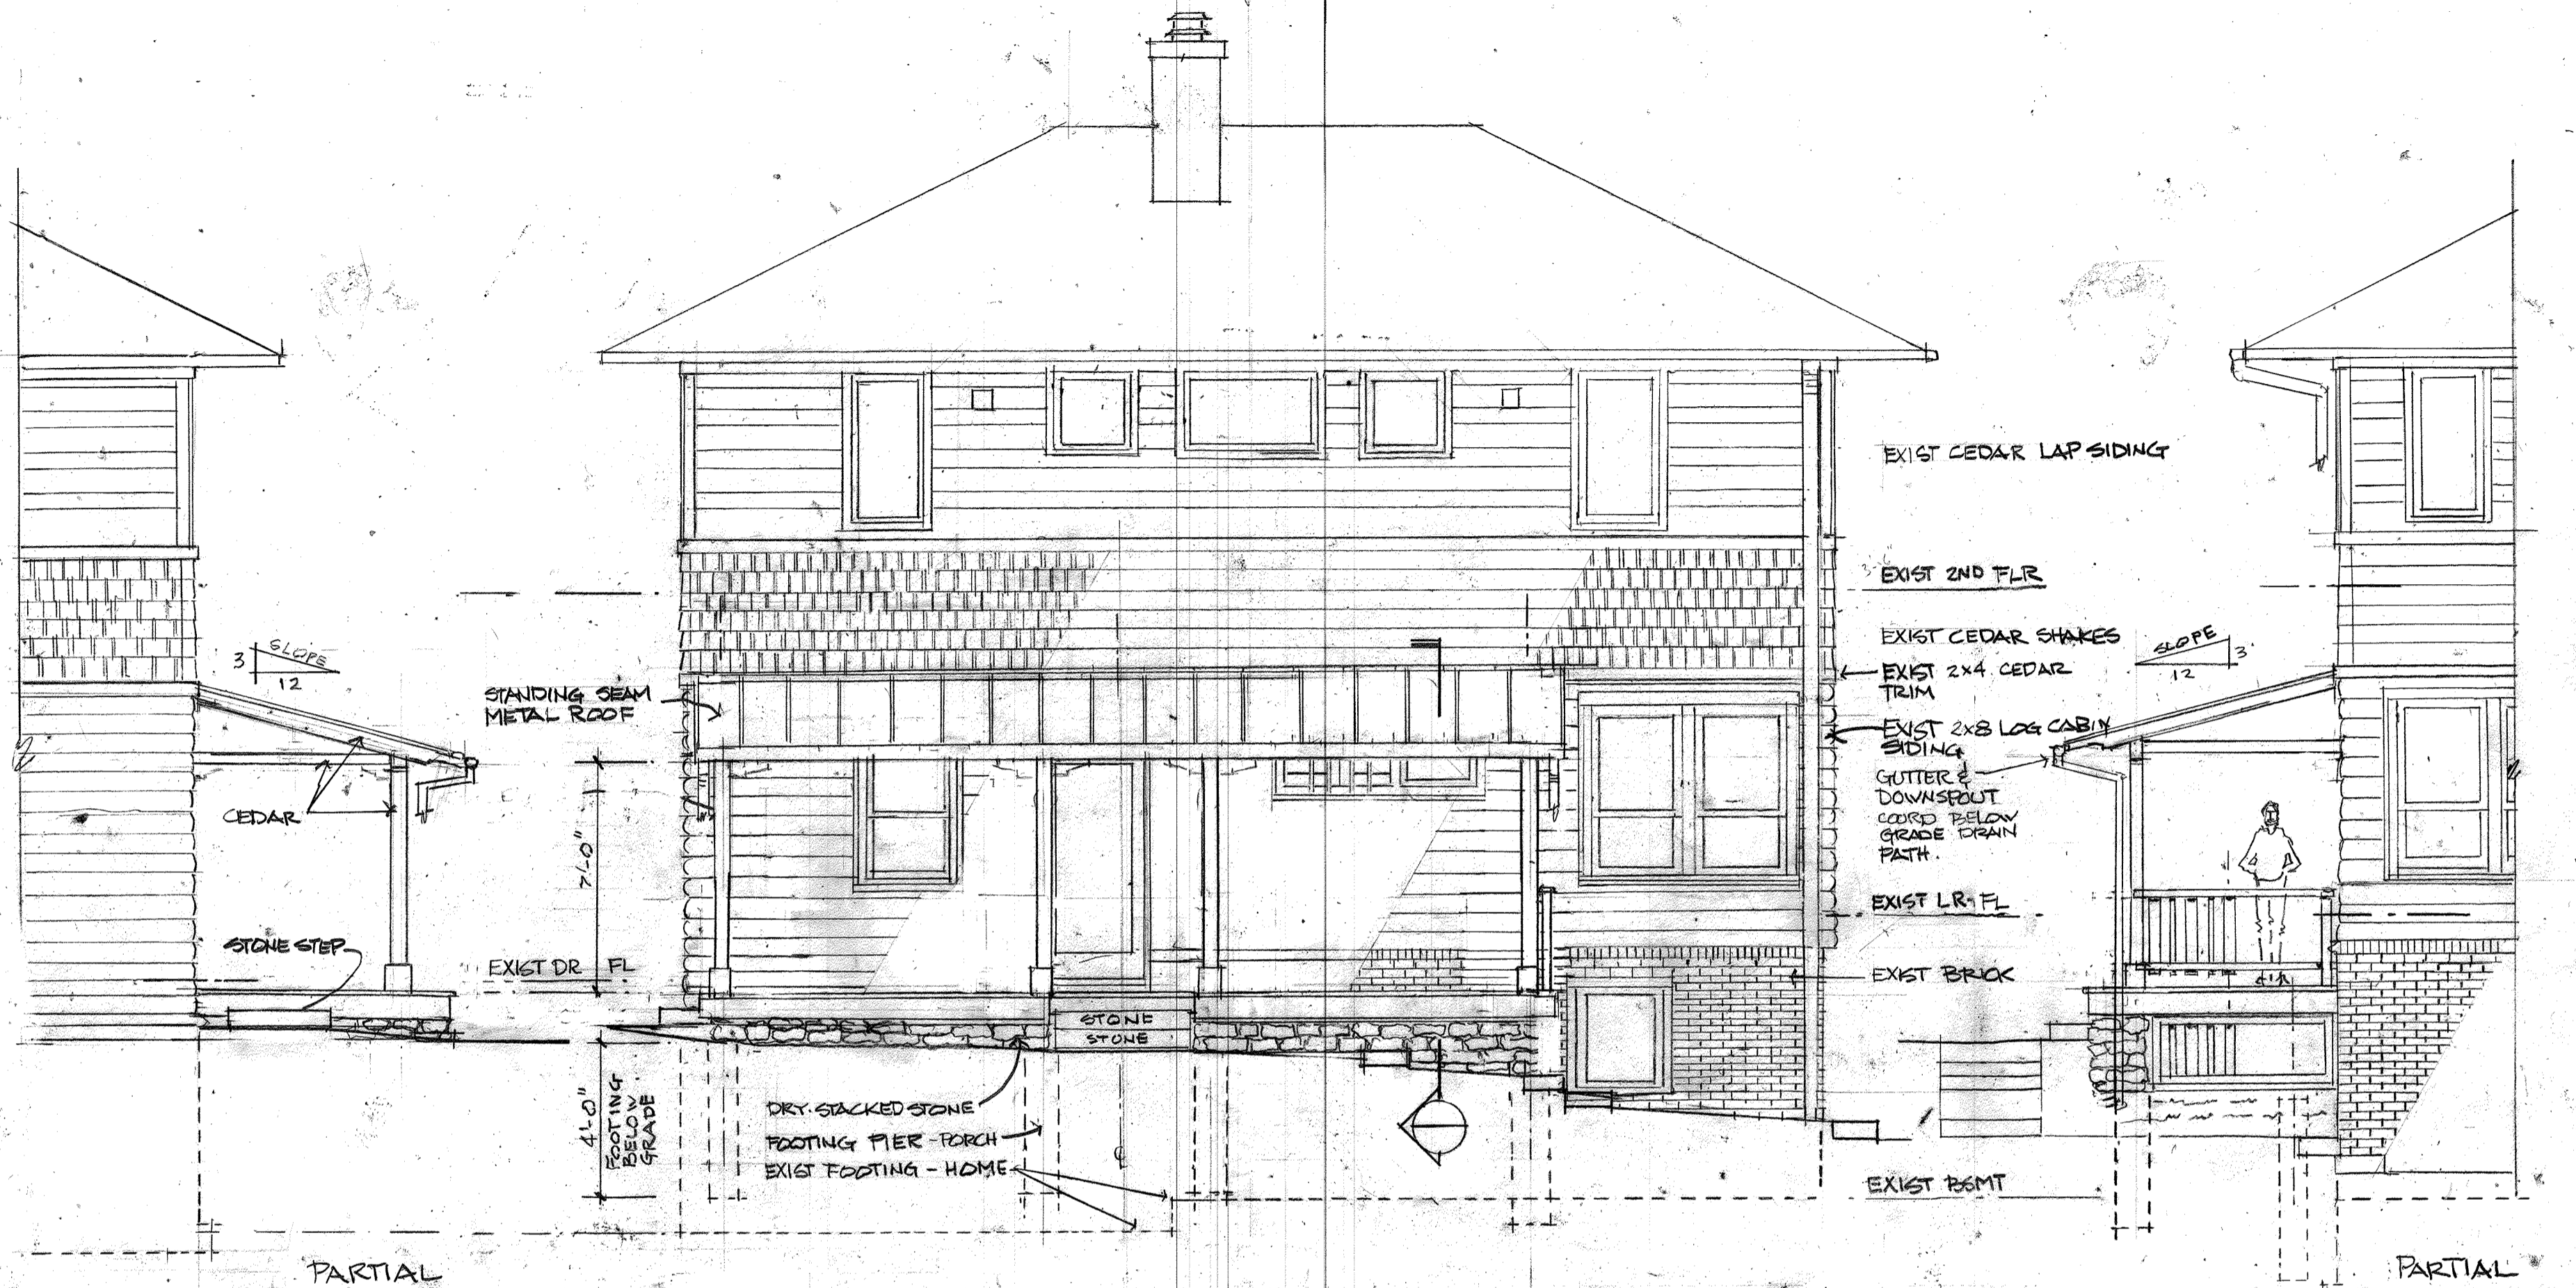 SLOPE
3
12
CEDAR
STONE STEP
PARTIAL
STANDING SEAM
METAL ROOF
7'-0"
EXIST DR FL
4'-0"
FOOTING
BELOW
GRADE
STONE
STONE
DRY-STACKED STONE
FOOTING PIER - PORCH
EXIST FOOTING - HOME
EXIST CEDAR LAP SIDING
EXIST 2ND FLR
EXIST CEDAR SHAKES
EXIST 2x4 CEDAR
TRIM
EXIST 2x8 LOG CABIN
SIDING
GUTTER &
DOWNSPOUT
COORD BELOW
GRADE DRAIN
PATH.
EXIST LR FL
EXIST BRICK
EXIST BSMT
SLOPE
3
12
PARTIAL